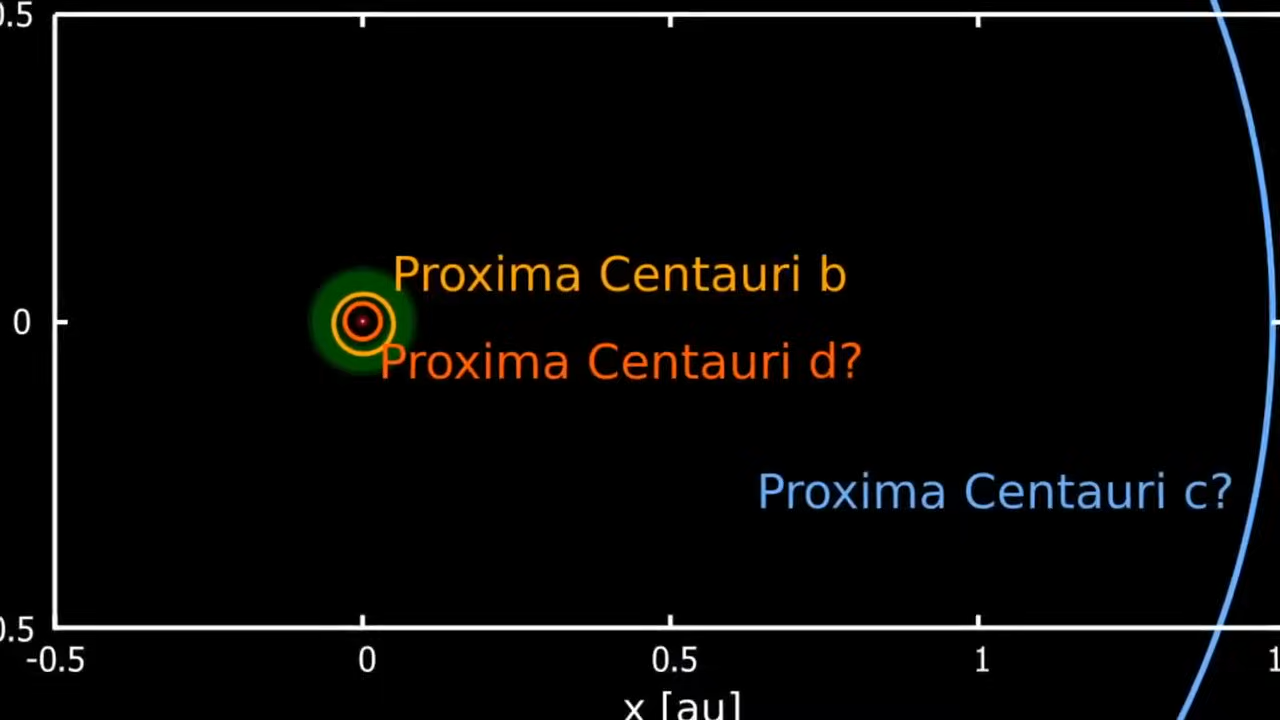 0.5
Proxima Centauri b
0
Proxima Centauri d?
Proxima Centauri c?
0.5
-0.5 0 0.5 1 1
x [au]